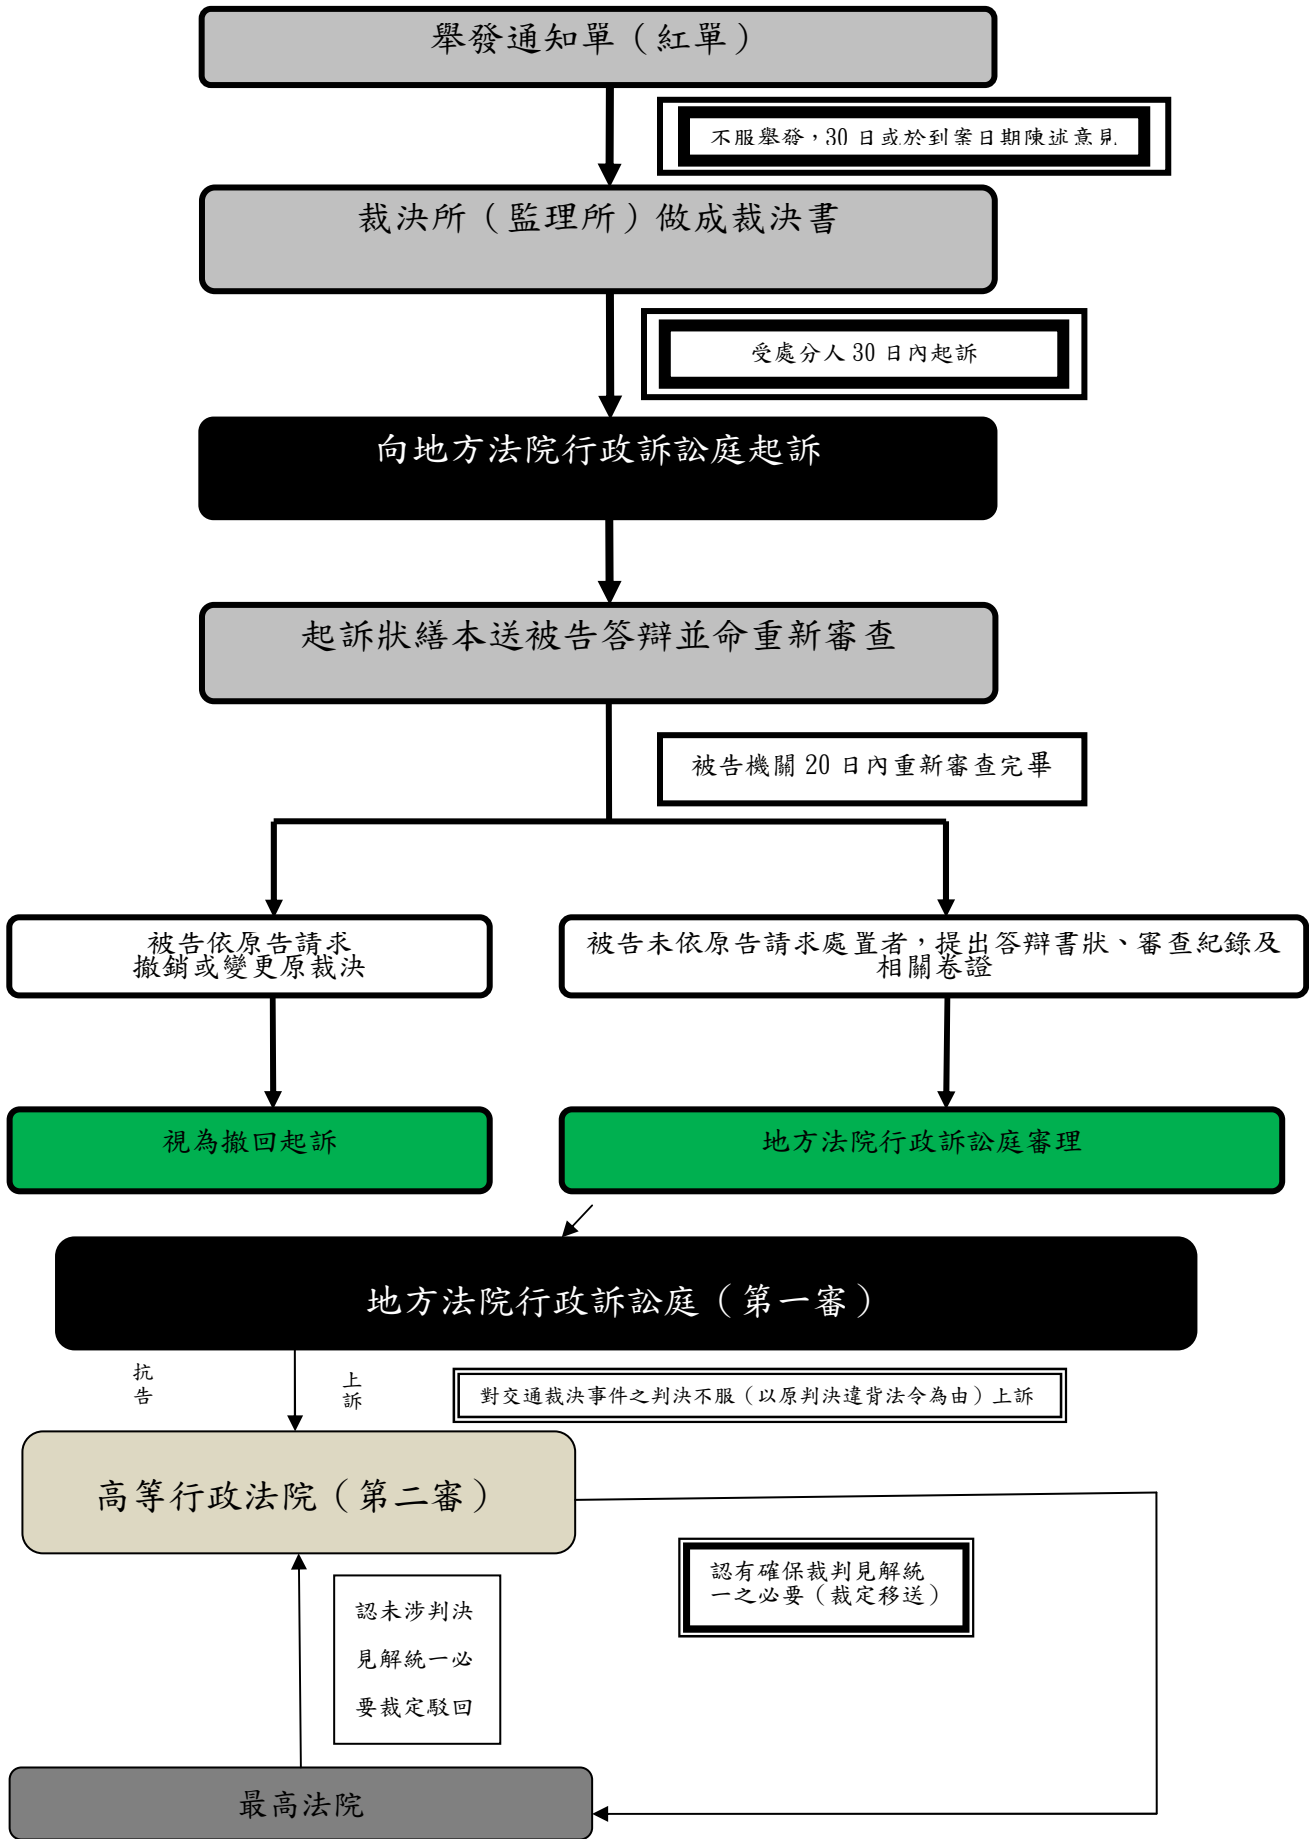 舉發通知單（紅單）
不服舉發，30 日或於到案日期陳述意見
裁決所（監理所）做成裁決書
受處分人 30 日內起訴
向地方法院行政訴訟庭起訴
起訴狀繕本送被告答辯並命重新審查
被告機關 20 日內重新審查完畢
被告依原告請求
撤銷或變更原裁決
被告未依原告請求處置者，提出答辯書狀、審查紀錄及
相關卷證
視為撤回起訴
地方法院行政訴訟庭審理
地方法院行政訴訟庭（第一審）
抗
告
上
訴
對交通裁決事件之判決不服（以原判決違背法令為由）上訴
高等行政法院（第二審）
認有確保裁判見解統
一之必要（裁定移送）
認未涉判決
見解統一必
要裁定駁回
最高法院